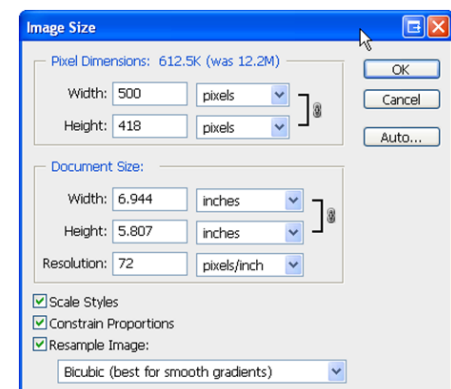 Image Size
Pixel Dimensions: 612.5K (was 12.2M)
OK
Width: 500 pixels
Cancel
Height: 418 pixels
Auto...
Document Size:
Width: 6.944 inches
Height: 5.807 inches
Resolution: 72 pixels/inch
Scale Styles
Constrain Proportions
Resample Image:
Bicubic (best for smooth gradients)